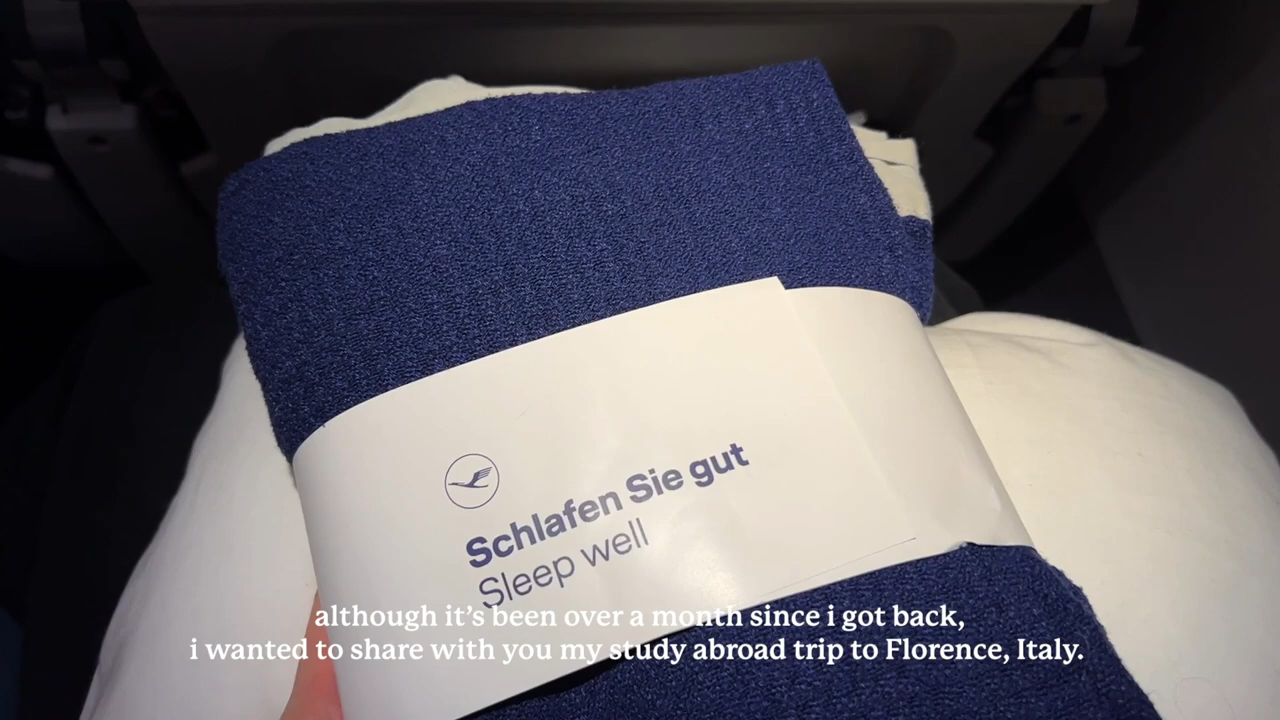 Schlafen Sie gut
Sleep well
although it's been over a month since i got back,
i wanted to share with you my study abroad trip to Florence, Italy.